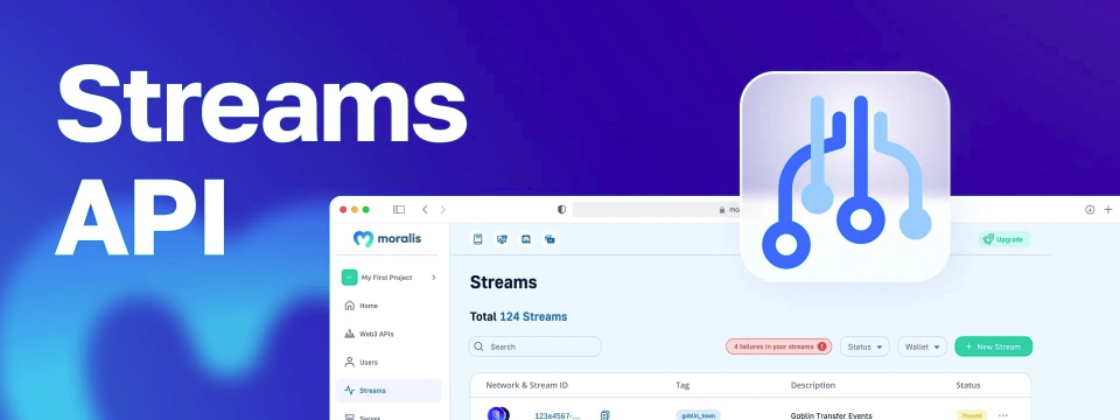 Streams
API
moralis
Upgrade
My First Project
Streams
Home
Total 124 Streams
Web3 APIs
Search
4 failures in your streams
Status
Wallet
+ New Stream
Users
Streams
Network & Stream ID
Tag
Description
Status
123e4567-...
goblin_town
Goblin Transfer Events
Paused
Server